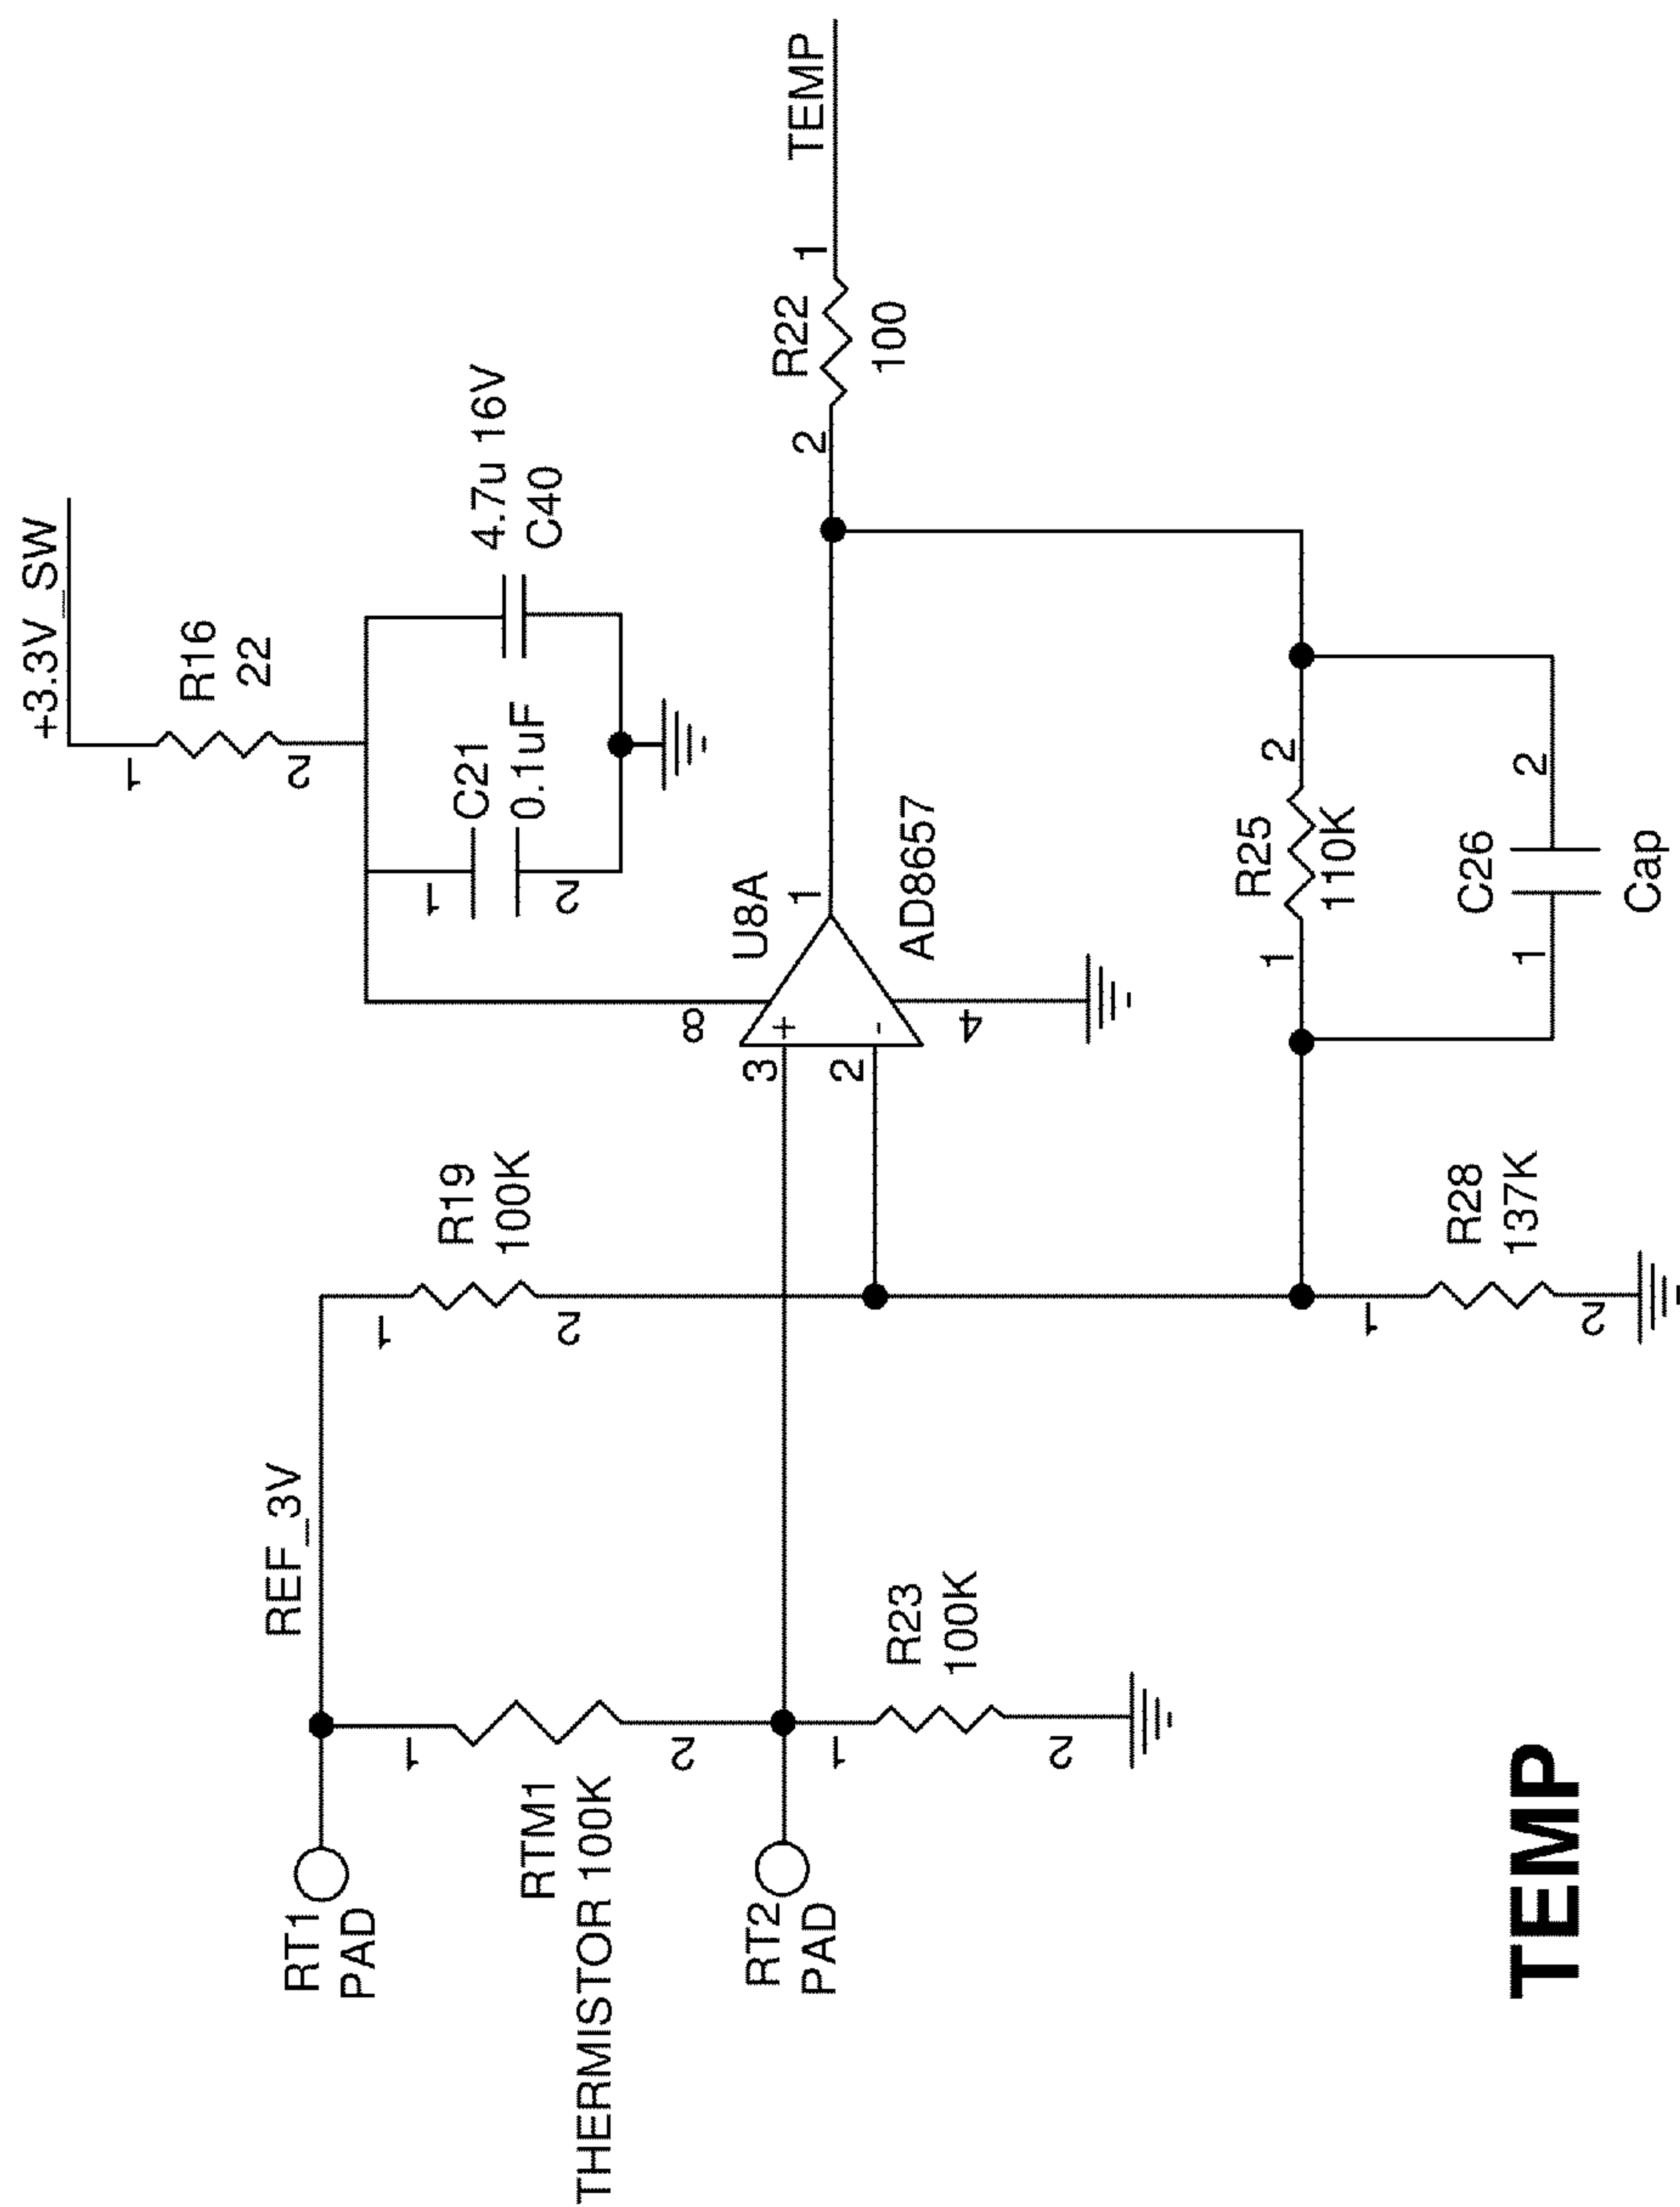 +3.3V_SW
1
R16
22
2
4.7u 16V
C40
C21
0.1uF
1
2
REF_3V
RT1
PAD
1
RTM1
THERMISTOR 100K
2
RT2
PAD
1
R23
100K
2
1
R19
100K
2
8
U8A
3
+
2
-
1
4
AD8657
2
R22
100
1
TEMP
1
R25
110K
2
1
C26
2
Cap
1
R28
137K
2
TEMP